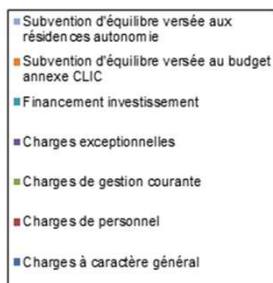 Subvention d'équilibre versée aux
résidences autonomie
Subvention d'équilibre versée au budget
annexe CLIC
Financement investissement
Charges exceptionnelles
Charges de gestion courante
Charges de personnel
Charges à caractère général